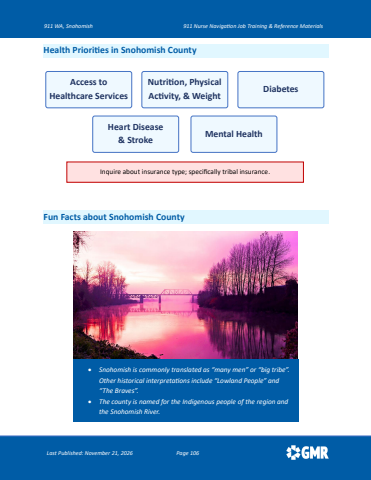 911 WA, Snohomish
911 Nurse Navigation Job Training & Reference Materials
Health Priorities in Snohomish County
Access to
Healthcare Services
Nutrition, Physical
Activity, & Weight
Diabetes
Heart Disease
& Stroke
Mental Health
Inquire about insurance type; specifically tribal insurance.
Fun Facts about Snohomish County
• Snohomish is commonly translated as “many men” or “big tribe”.
Other historical interpretations include “Lowland People” and
“The Braves”.
• The county is named for the Indigenous people of the region and
the Snohomish River.
Last Published: November 21, 2026
Page 106
GMR